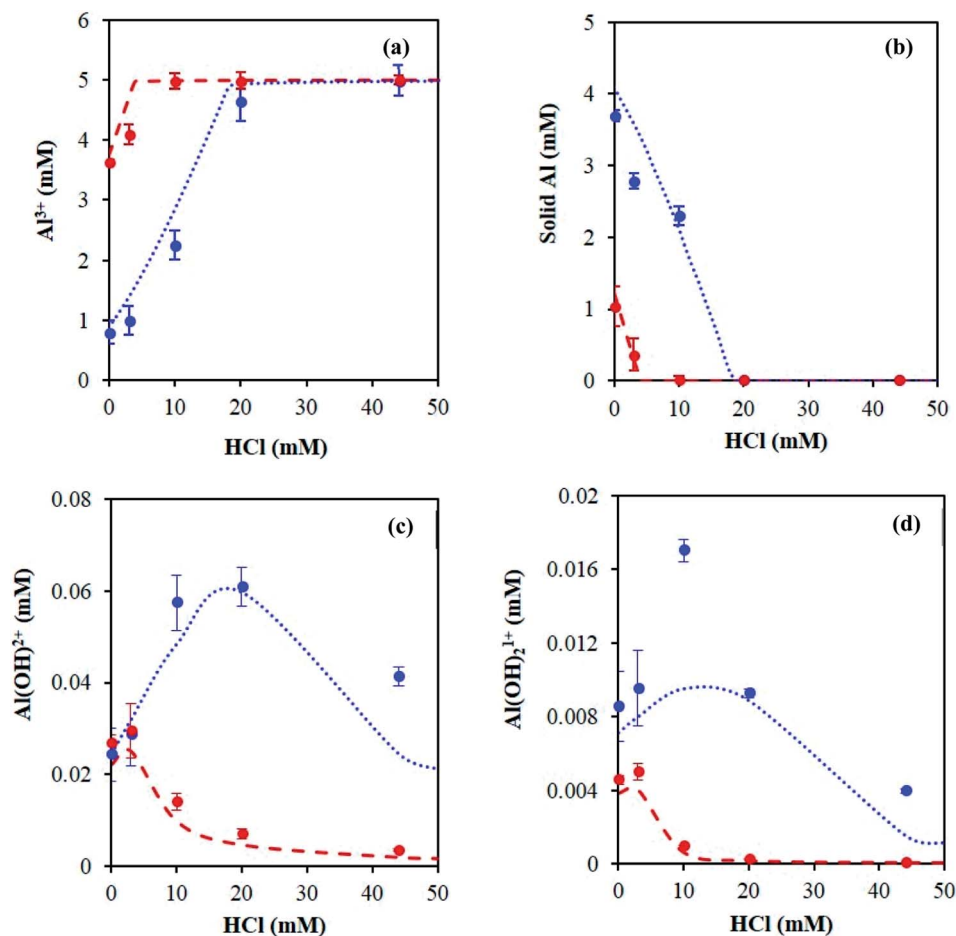 (a)
6
5
4
3
2
1
0
Al³⁺ (mM)
0 10 20 30 40 50
HCl (mM)
(b)
5
4
3
2
1
0
Solid Al (mM)
0 10 20 30 40 50
HCl (mM)
(c)
0.08
0.06
0.04
0.02
0
Al(OH)²⁺ (mM)
0 10 20 30 40 50
HCl (mM)
(d)
0.02
0.016
0.012
0.008
0.004
0
Al(OH)₂¹⁺ (mM)
0 10 20 30 40 50
HCl (mM)